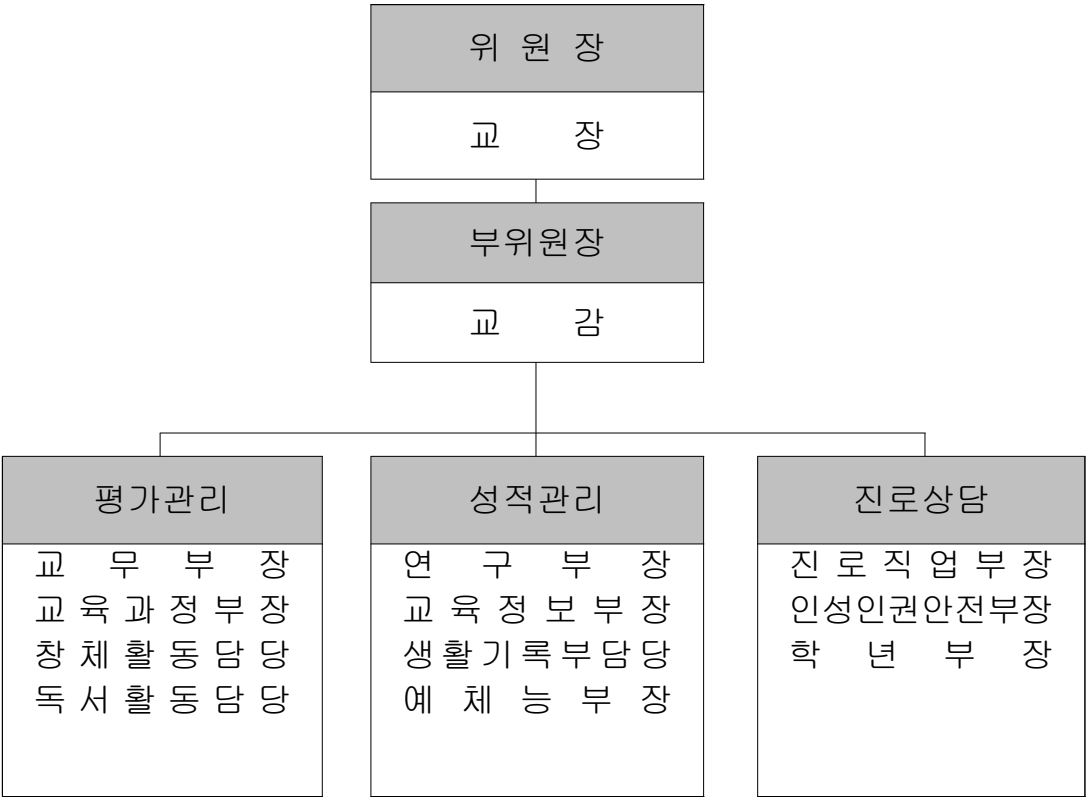 위 원 장
교 장
부위원장
교 감
평가관리
교 무 부 장
교육과정부장
창체활동담당
독서활동담당
성적관리
연 구 부 장
교육정보부장
생활기록부담당
예 체 능 부 장
진로상담
진로직업부장
인성인권안전부장
학 년 부 장